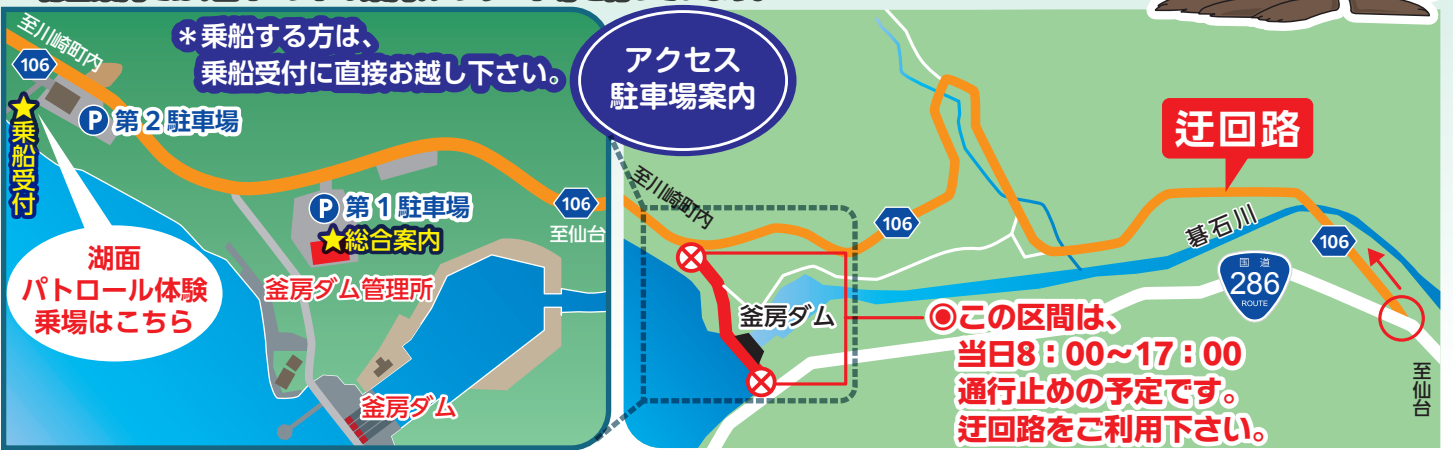 至川崎町内
106
＊乗船する方は、
乗船受付に直接お越し下さい。
P 第2駐車場
★乗船受付
湖面
パトロール体験
乗場はこちら
P 第1駐車場
★総合案内
106
至仙台
釜房ダム管理所
釜房ダム
アクセス
駐車場案内
至川崎町内
106
迂回路
碁石川
106
国道
286
ROUTE
釜房ダム
◎この区間は、
当日8：00～17：00
通行止めの予定です。
迂回路をご利用下さい。
至仙台